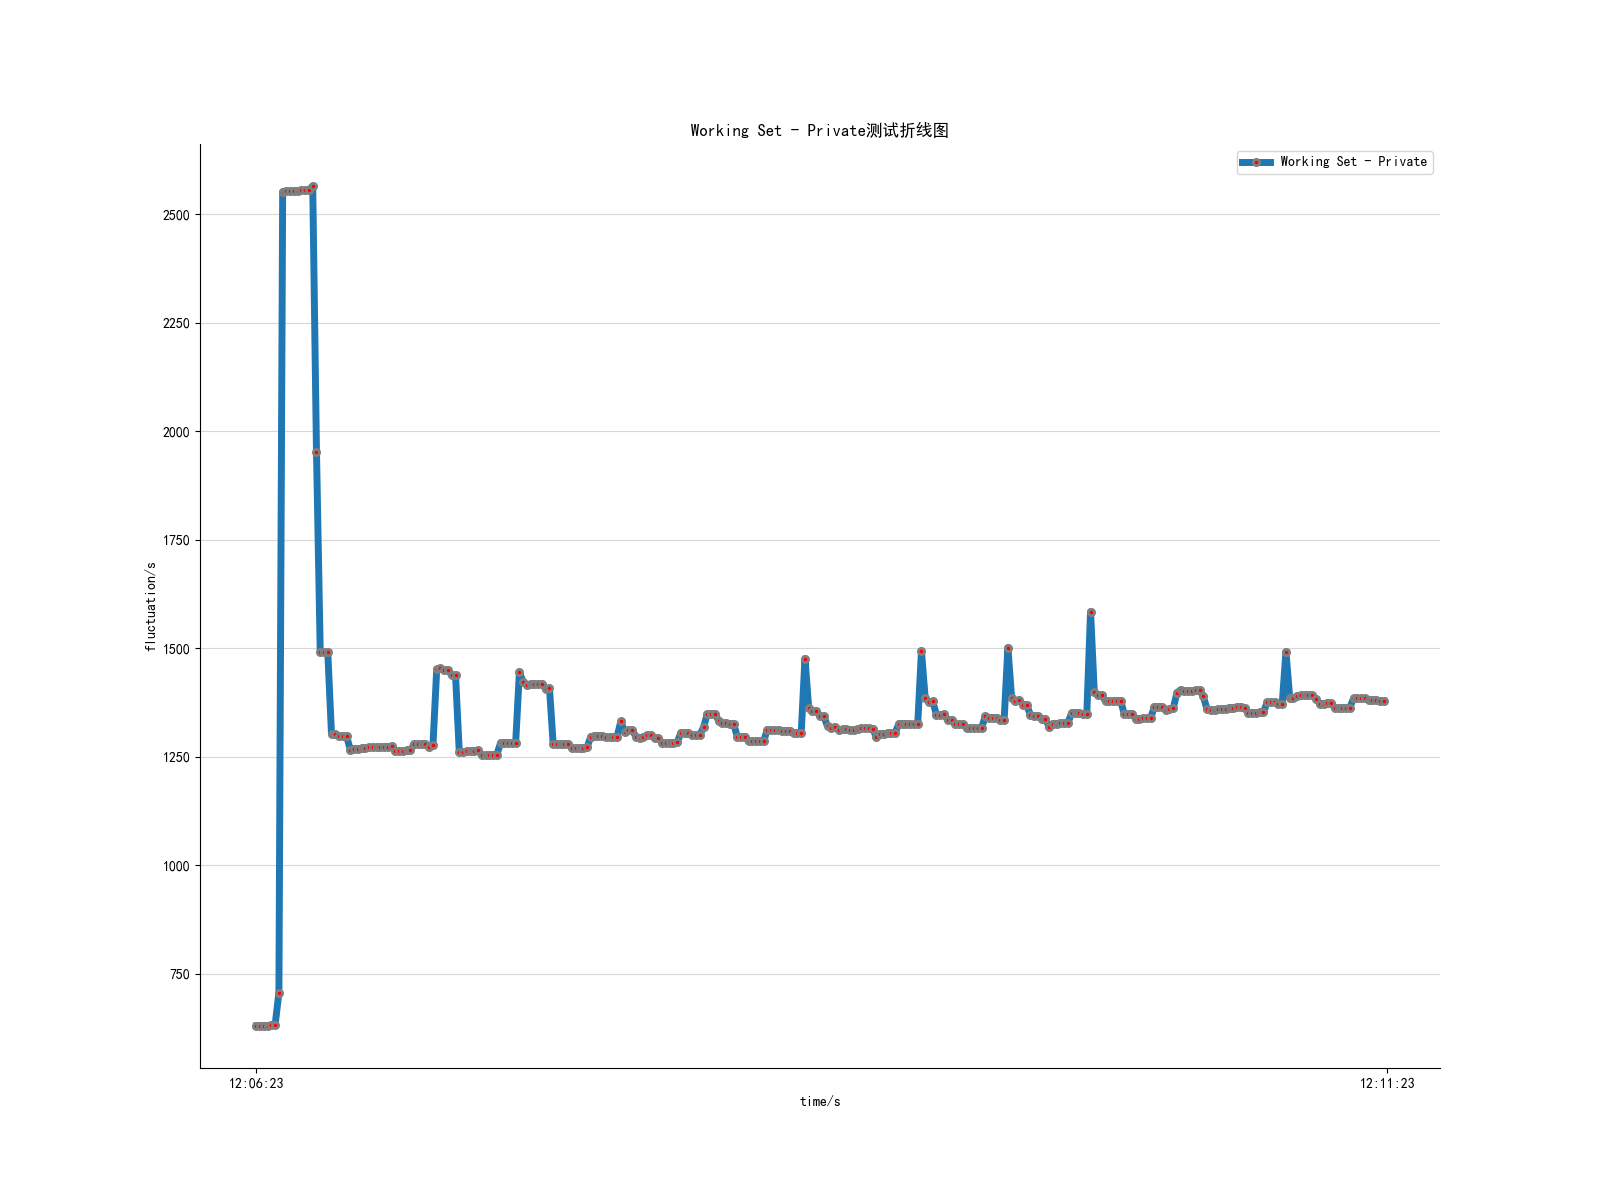 Working Set - Private测试折线图
Working Set - Private
2500
2250
2000
1750
1500
1250
1000
750
fluctuation/s
12:06:23
12:11:23
time/s